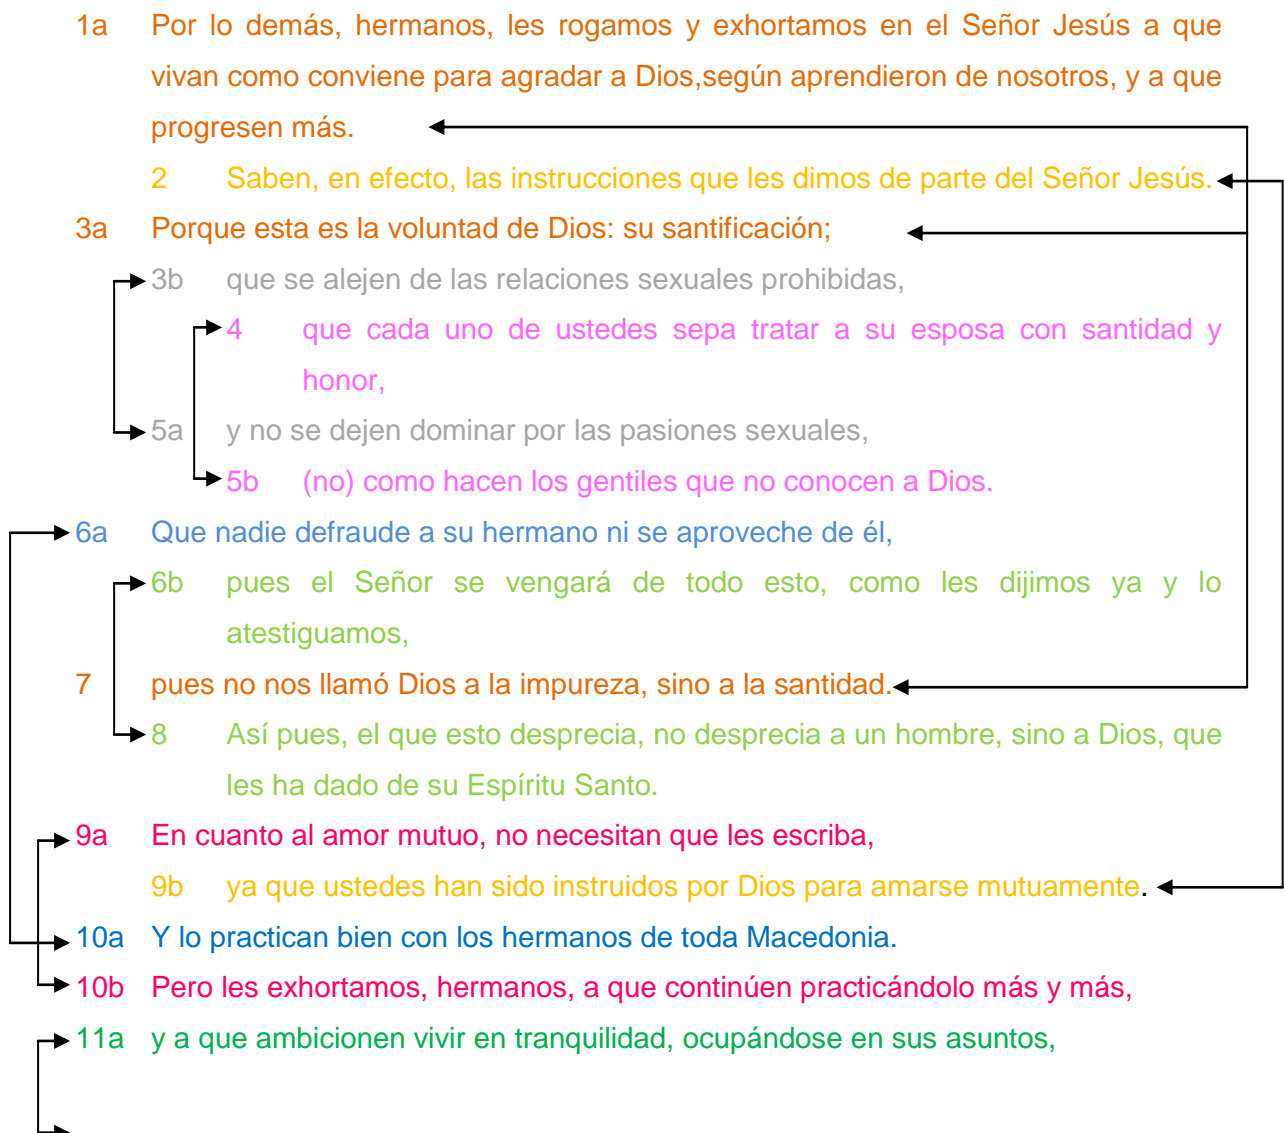 1a Por lo demás, hermanos, les rogamos y exhortamos en el Señor Jesús a que
vivan como conviene para agradar a Dios,según aprendieron de nosotros, y a que
progresen más.
2 Saben, en efecto, las instrucciones que les dimos de parte del Señor Jesús.
3a Porque esta es la voluntad de Dios: su santificación;
3b que se alejen de las relaciones sexuales prohibidas,
4 que cada uno de ustedes sepa tratar a su esposa con santidad y
honor,
5a y no se dejen dominar por las pasiones sexuales,
5b (no) como hacen los gentiles que no conocen a Dios.
6a Que nadie defraude a su hermano ni se aproveche de él,
6b pues el Señor se vengará de todo esto, como les dijimos ya y lo
atestiguamos,
7 pues no nos llamó Dios a la impureza, sino a la santidad.
8 Así pues, el que esto desprecia, no desprecia a un hombre, sino a Dios, que
les ha dado de su Espíritu Santo.
9a En cuanto al amor mutuo, no necesitan que les escriba,
9b ya que ustedes han sido instruidos por Dios para amarse mutuamente.
10a Y lo practican bien con los hermanos de toda Macedonia.
10b Pero les exhortamos, hermanos, a que continúen practicándolo más y más,
11a y a que ambicionen vivir en tranquilidad, ocupándose en sus asuntos,